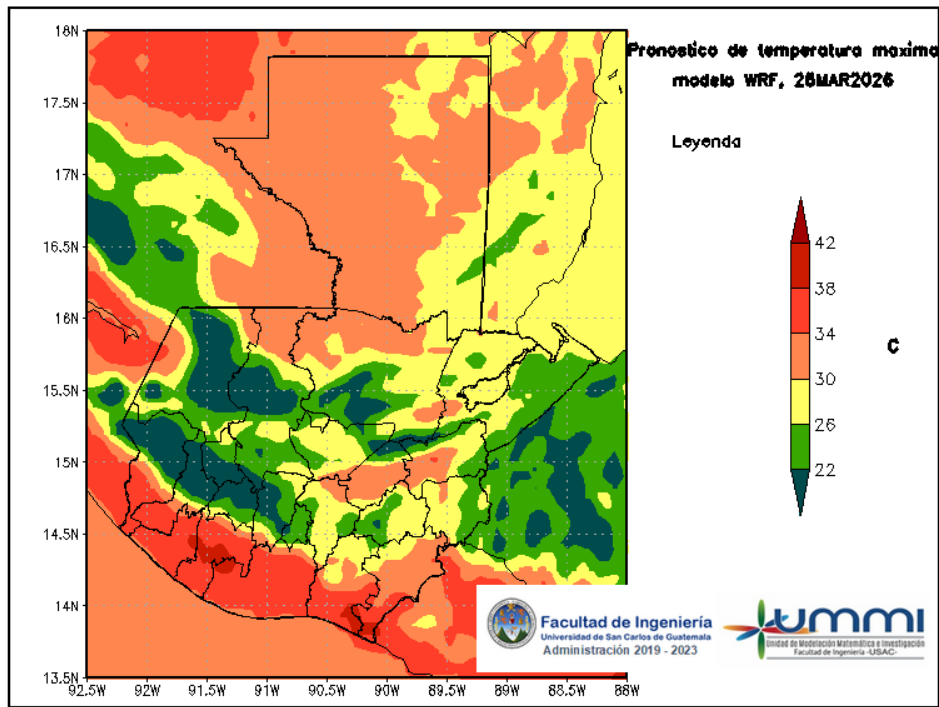 Pronostico de temperatura maxima
modelo WRF, 26MAR2026
Leyenda
42
38
34
30
26
22
C
18N
17.5N
17N
16.5N
16N
15.5N
15N
14.5N
14N
13.5N
92.5W
92W
91.5W
91W
90.5W
90W
89.5W
89W
88.5W
88W
Facultad de Ingeniería
Universidad de San Carlos de Guatemala
Administración 2019 - 2023
ummi
Unidad de Modelación Matemática e Investigación
Facultad de Ingeniería -USAC-